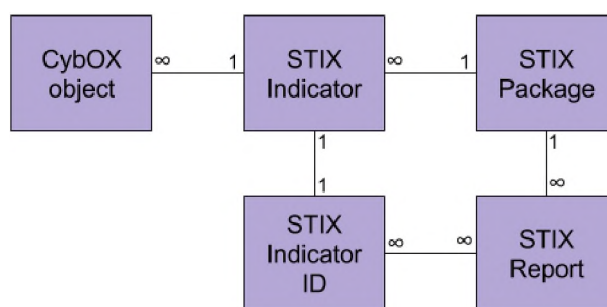 CybOX
object
∞
1
STIX
Indicator
∞
1
STIX
Package
1
1
1
∞
STIX
Indicator
ID
∞
∞
STIX
Report